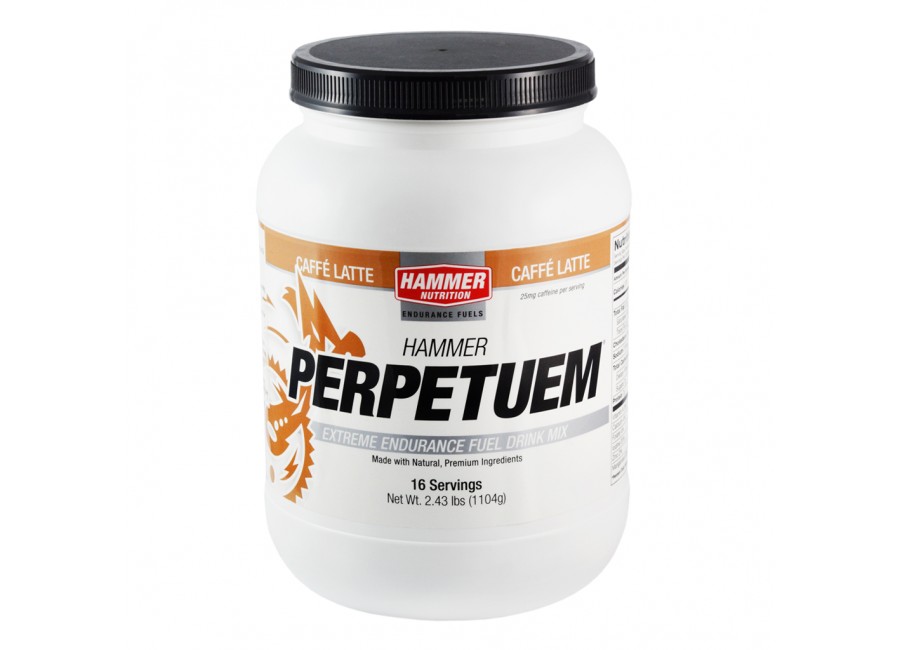 CAFFÉ LATTE
HAMMER
NUTRITION
ENDURANCE FUELS
CAFFÉ LATTE
25mg caffeine per serving
HAMMER
PERPETUEM
EXTREME ENDURANCE FUEL DRINK MIX
Made with Natural, Premium Ingredients
16 Servings
Net Wt. 2.43 lbs (1104g)